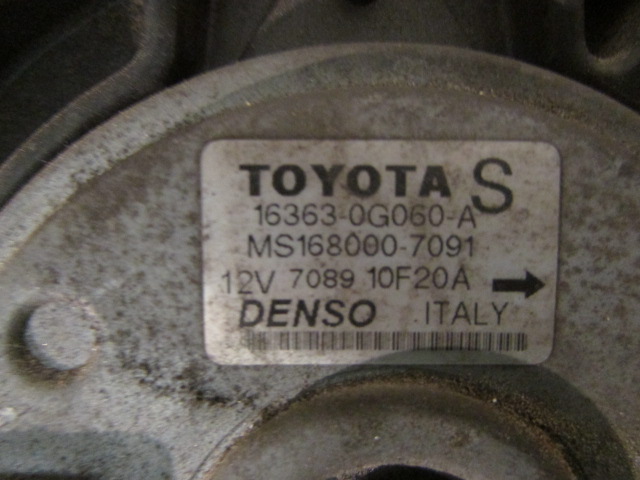 TOYOTA S
16363-0G060-A
MS168000-7091
12V 7089 10F20A
DENSO ITALY